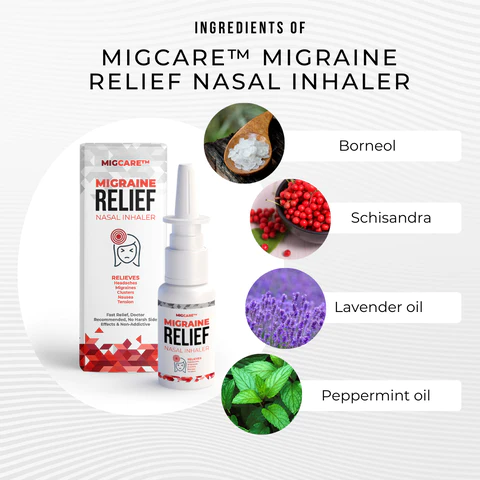 INGREDIENTS OF
MIGCARE™ MIGRAINE
RELIEF NASAL INHALER
Borneol
Schisandra
Lavender oil
Peppermint oil
MIGCARE™
MIGRAINE
RELIEF
NASAL INHALER
RELIEVES
Headaches
Migraines
Clusters
Nausea
Tension
Fast Relief, Doctor
Recommended, No Harsh Side
Effects & Non-Addictive
MIGCARE™
MIGRAINE
RELIEF
NASAL INHALER
RELIEVES